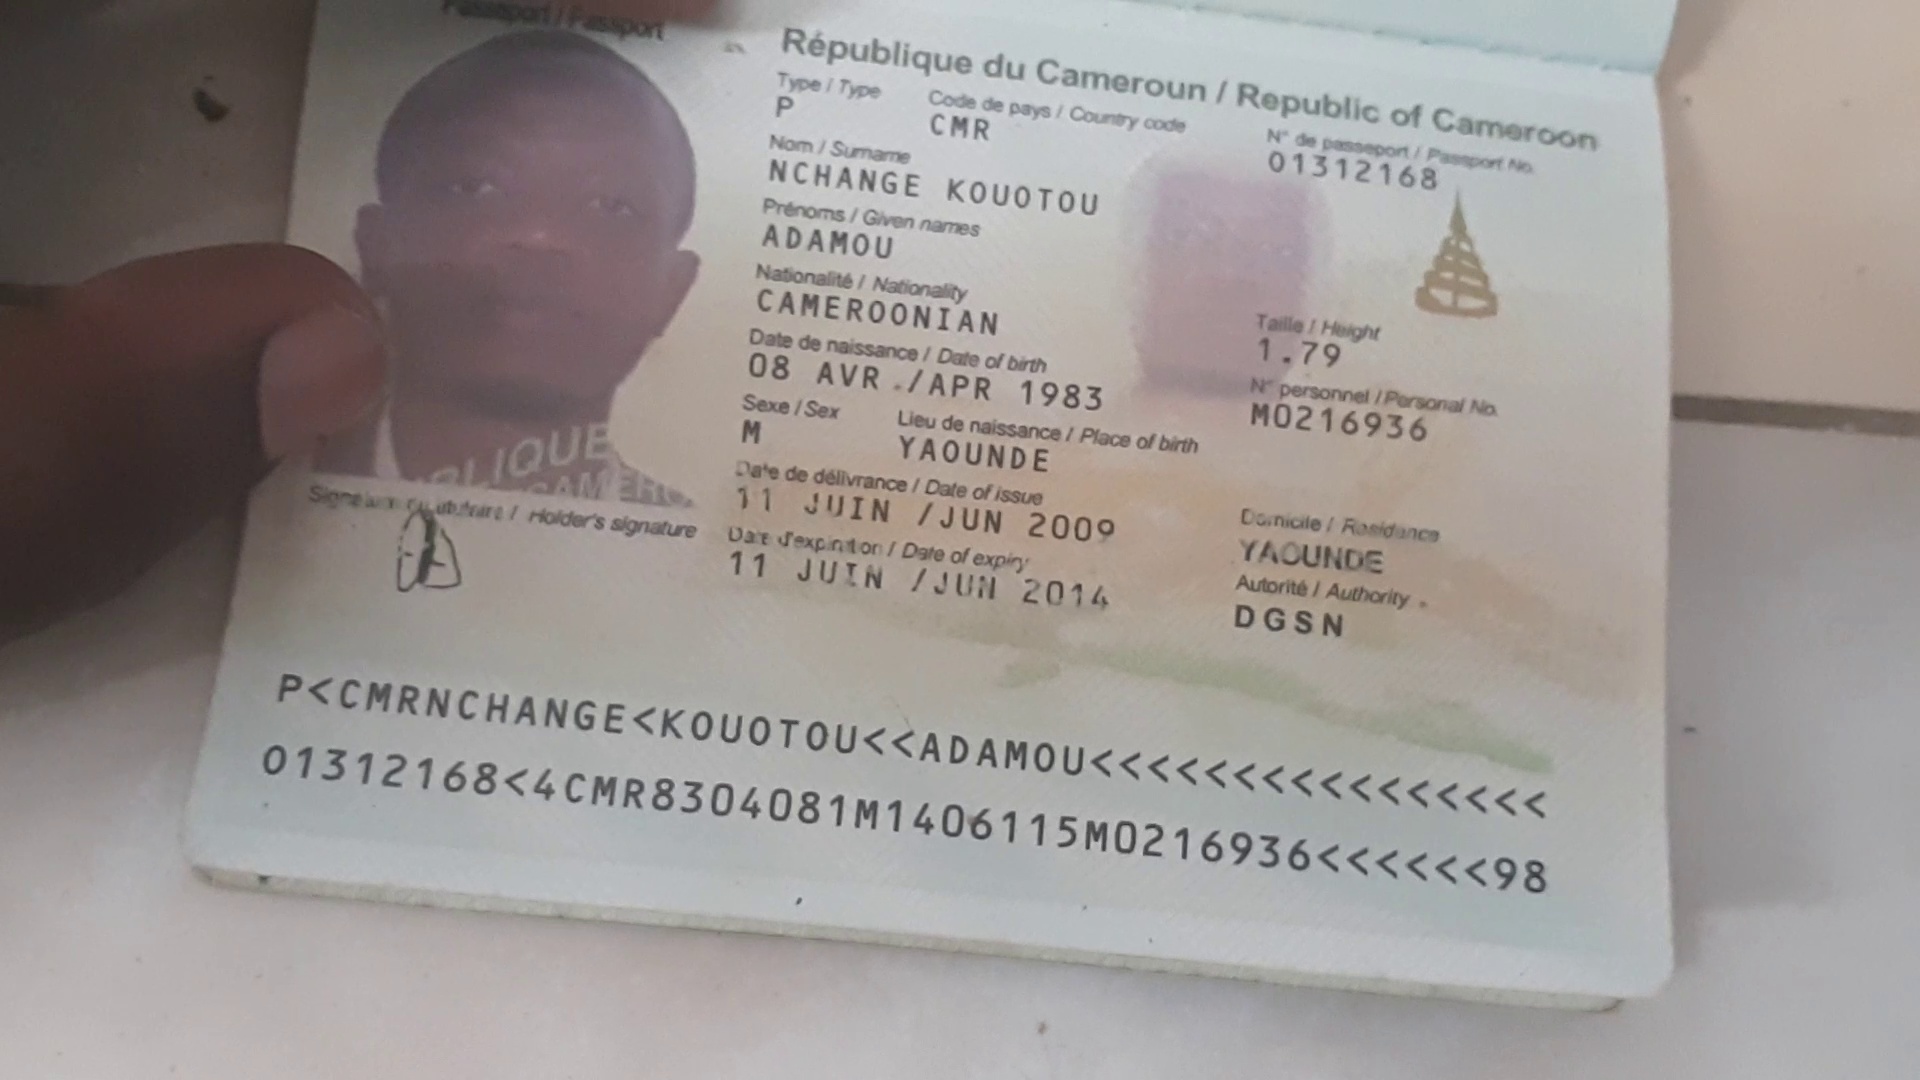 Passeport / Passport
République du Cameroun / Republic of Cameroon
Type / Type
P
Code de pays / Country code
CMR
N° de passeport / Passport No.
01312168
Nom / Surname
NCHANGE KOUOTOU
Prénoms / Given names
ADAMOU
Nationalité / Nationality
CAMEROONIAN
Date de naissance / Date of birth
08 AVR./APR 1983
Taille / Height
1.79
N° personnel / Personal No.
M0216936
Sexe / Sex
M
Lieu de naissance / Place of birth
YAOUNDE
Date de délivrance / Date of issue
11 JUIN /JUN 2009
Date d'expiration / Date of expiry
11 JUIN /JUN 2014
Domicile / Residence
YAOUNDE
Autorité / Authority
DGSN
Signature du titulaire / Holder's signature
P<CMRNCHANGE<KOUOTOU<<ADAMOU<<<<<<<<<<<<<<<<
01312168<4CMR8304081M1406115M0216936<<<<<<98